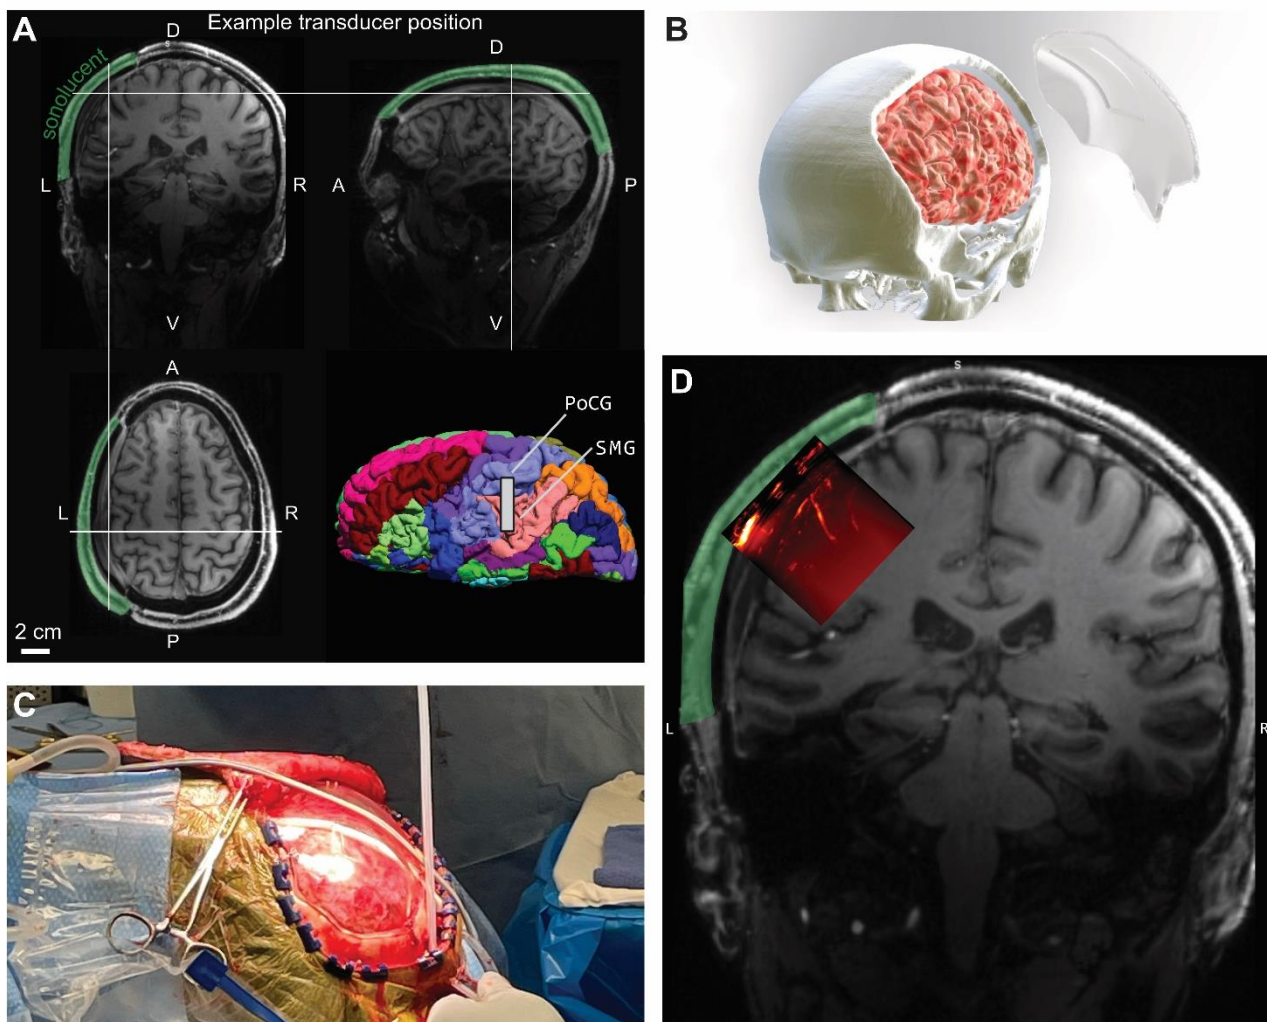 A
Example transducer position
D
s
sonolucent
L
R
V
D
A
P
V
A
L
R
P
2 cm
PoCG
SMG
B
C
D
s
L
R